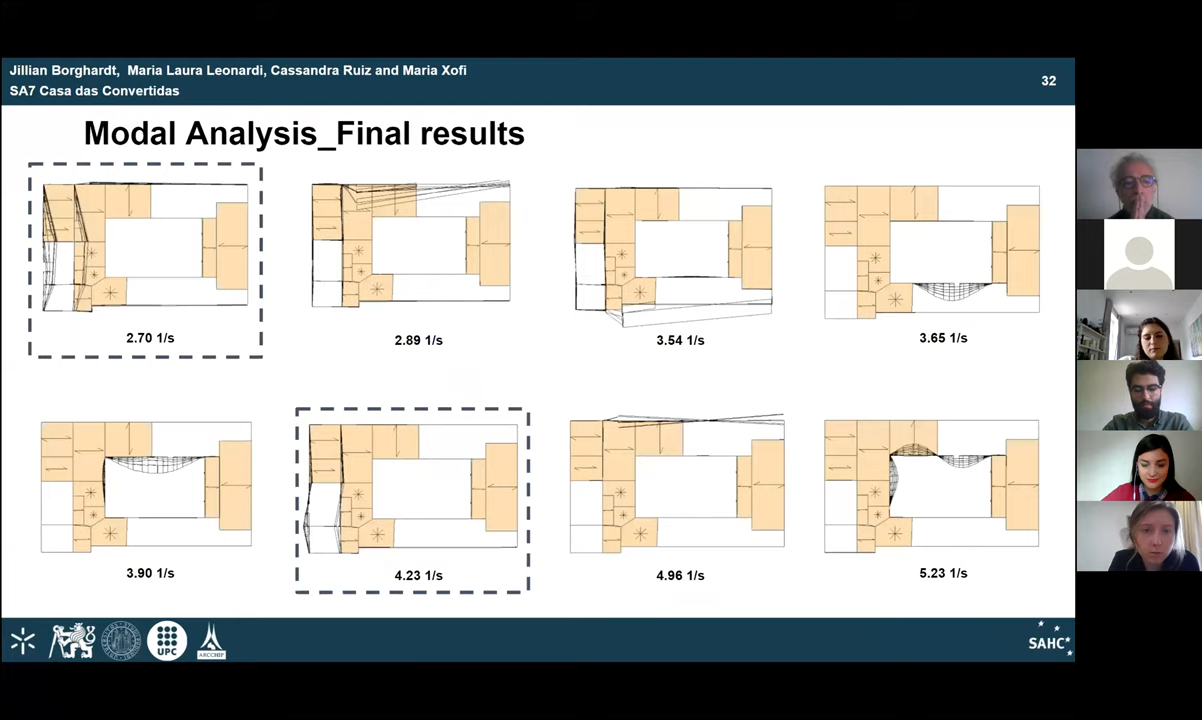 Jillian Borghardt, Maria Laura Leonardi, Cassandra Ruiz and Maria Xofi
SA7 Casa das Convertidas
32
Modal Analysis_Final results
2.70 1/s
2.89 1/s
3.54 1/s
3.65 1/s
3.90 1/s
4.23 1/s
4.96 1/s
5.23 1/s
UPC
ARCCHIP
SAHC